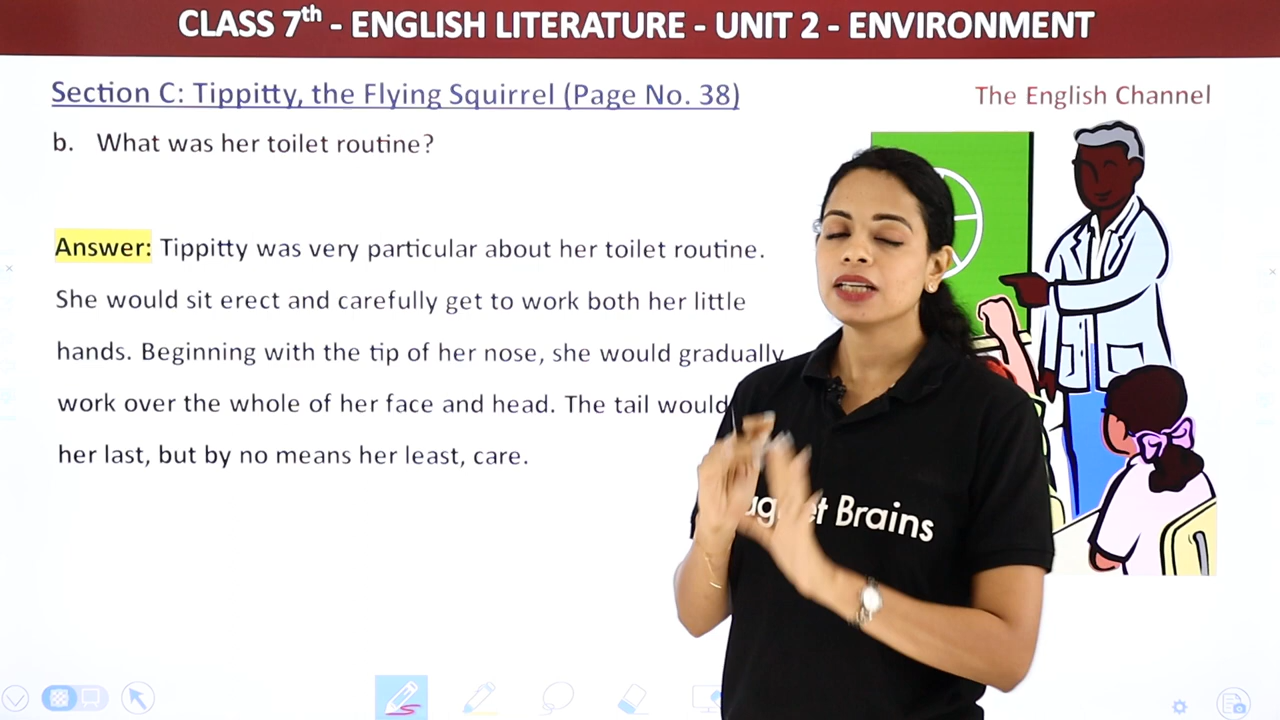 CLASS 7th - ENGLISH LITERATURE - UNIT 2 - ENVIRONMENT
Section C: Tippitty, the Flying Squirrel (Page No. 38)
The English Channel
b. What was her toilet routine?
Answer: Tippitty was very particular about her toilet routine.
She would sit erect and carefully get to work both her little
hands. Beginning with the tip of her nose, she would gradually
work over the whole of her face and head. The tail would
her last, but by no means her least, care.
Brains